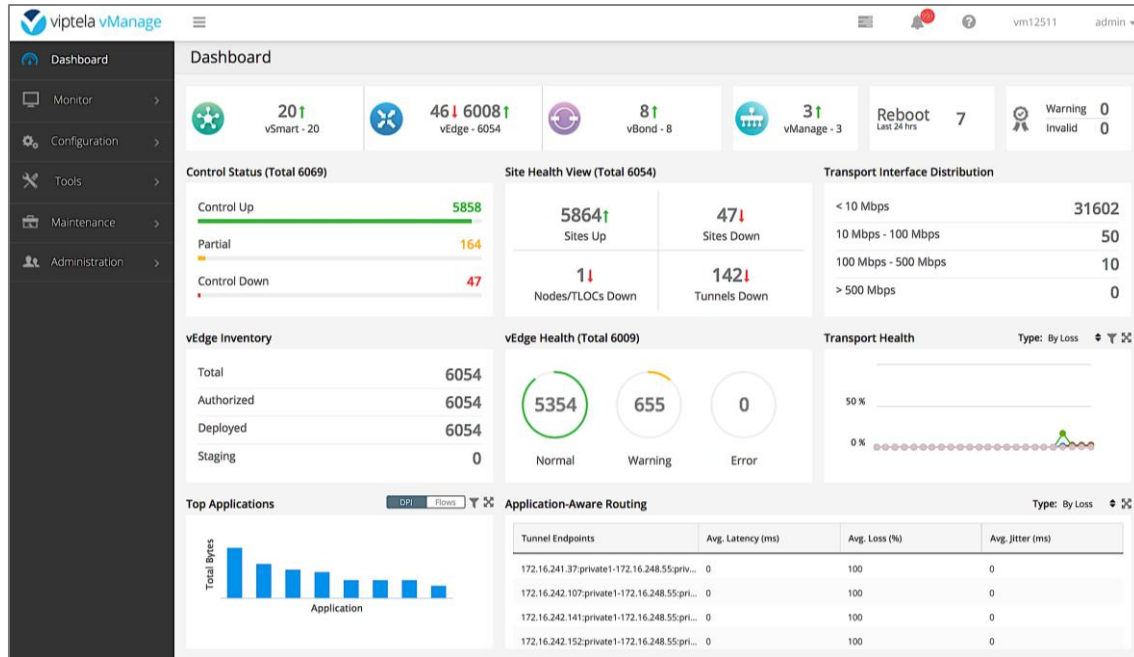 viptela vManage
vm12511 admin
Dashboard
Monitor
Configuration
Tools
Maintenance
Administration
Dashboard
20 vSmart - 20
46 6008 vEdge - 6054
8 vBond - 8
3 vManage - 3
Reboot Last 24 hrs 7
Warning 0
Invalid 0
Control Status (Total 6069)
Control Up 5858
Partial 164
Control Down 47
Site Health View (Total 6054)
5864 Sites Up
47 Sites Down
1 Nodes/TLOCs Down
142 Tunnels Down
Transport Interface Distribution
< 10 Mbps 31602
10 Mbps - 100 Mbps 50
100 Mbps - 500 Mbps 10
> 500 Mbps 0
vEdge Inventory
Total 6054
Authorized 6054
Deployed 6054
Staging 0
vEdge Health (Total 6009)
5354 Normal
655 Warning
0 Error
Transport Health Type: By Loss
50 %
0 %
Top Applications DPI Flows
Total Bytes
Application
Application-Aware Routing Type: By Loss
Tunnel Endpoints Avg. Latency (ms) Avg. Loss (%) Avg. Jitter (ms)
172.16.241.37:private1-172.16.248.55:priv... 0 100 0
172.16.242.107:private1-172.16.248.55:pri... 0 100 0
172.16.242.141:private1-172.16.248.55:pri... 0 100 0
172.16.242.152:private1-172.16.248.55:pri... 0 100 0